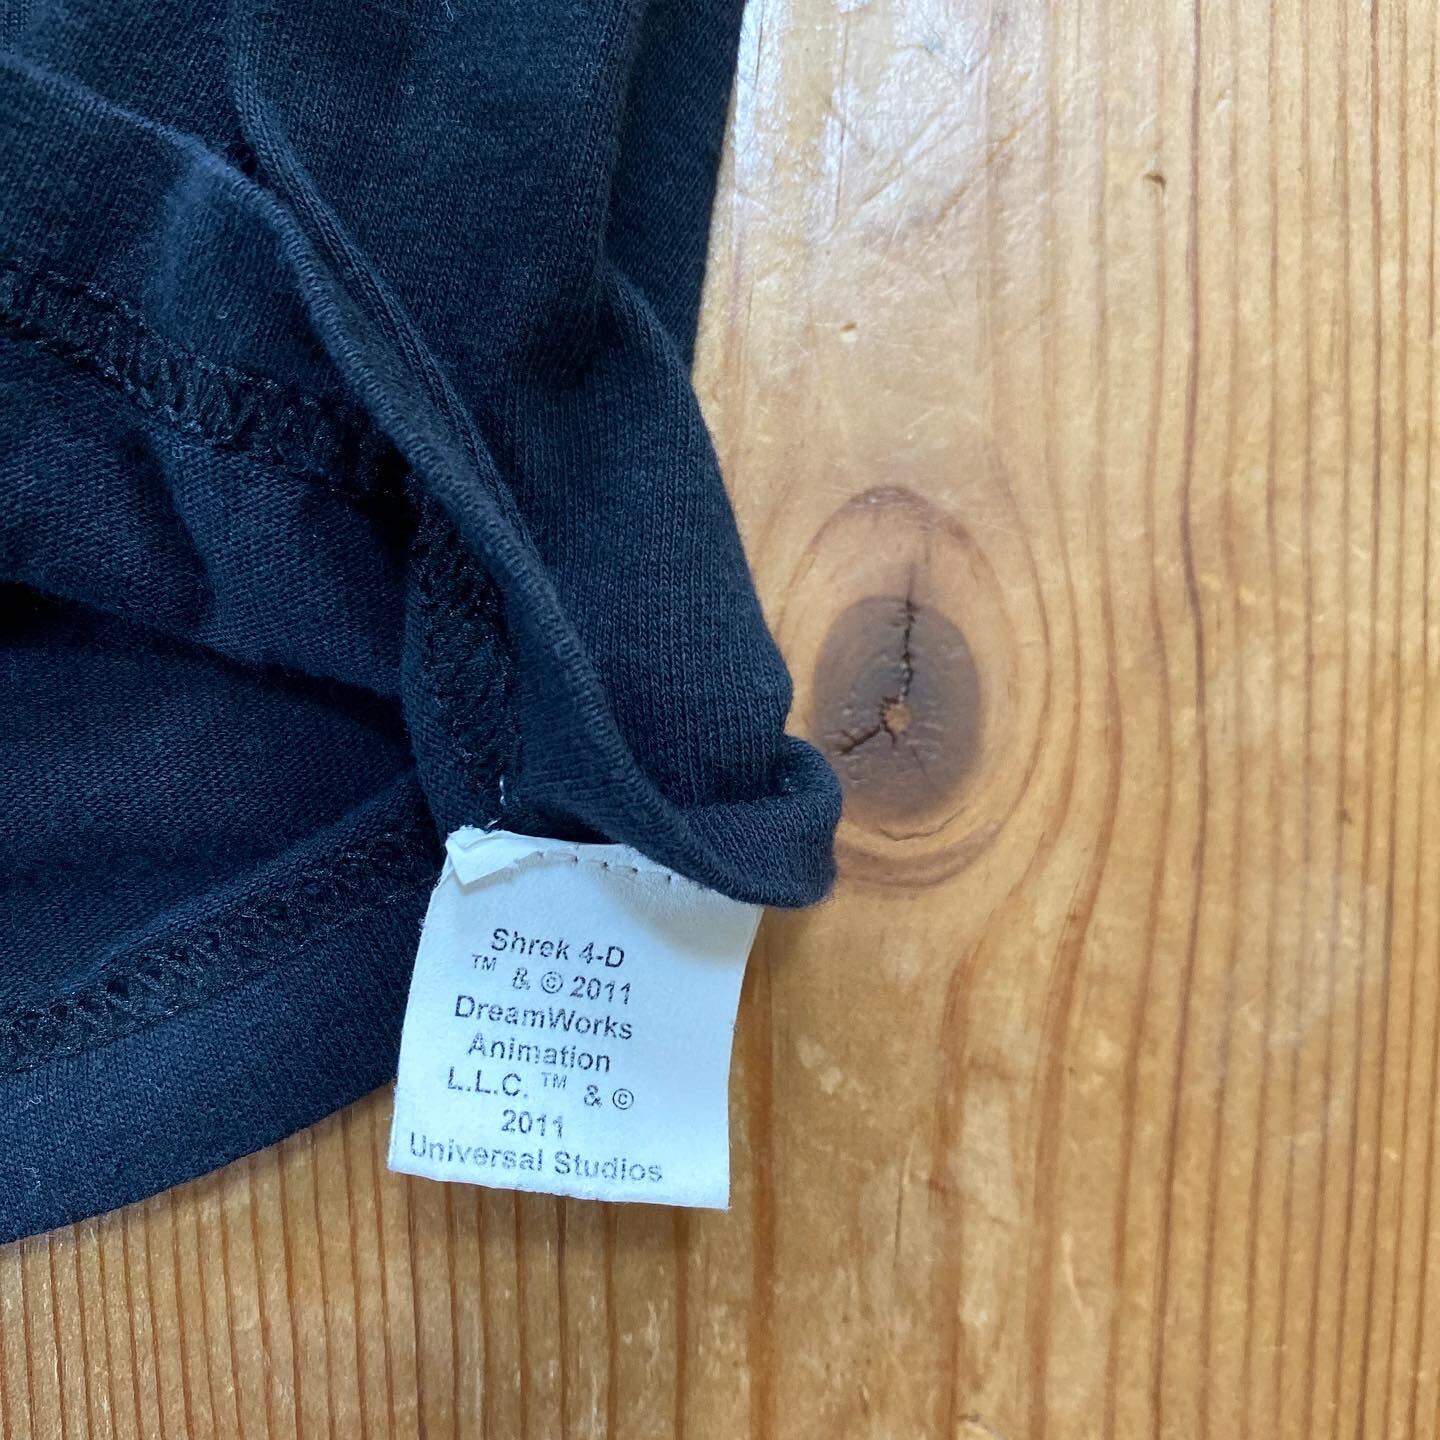 Shrek 4-D
™ & © 2011
DreamWorks
Animation
L.L.C. ™ & ©
2011
Universal Studios